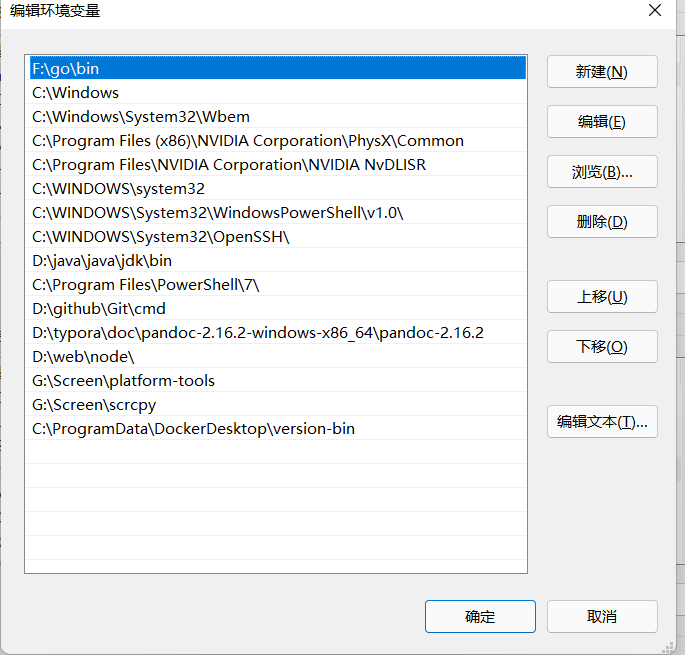 编辑环境变量
F:\go\bin
C:\Windows
C:\Windows\System32\Wbem
C:\Program Files (x86)\NVIDIA Corporation\PhysX\Common
C:\Program Files\NVIDIA Corporation\NVIDIA NvDLISR
C:\WINDOWS\system32
C:\WINDOWS\System32\WindowsPowerShell\v1.0\
C:\WINDOWS\System32\OpenSSH\
D:\java\java\jdk\bin
C:\Program Files\PowerShell\7\
D:\github\Git\cmd
D:\typora\doc\pandoc-2.16.2-windows-x86_64\pandoc-2.16.2
D:\web\node\
G:\Screen\platform-tools
G:\Screen\scrcpy
C:\ProgramData\DockerDesktop\version-bin
新建(N)
编辑(E)
浏览(B)...
删除(D)
上移(U)
下移(O)
编辑文本(T)...
确定
取消